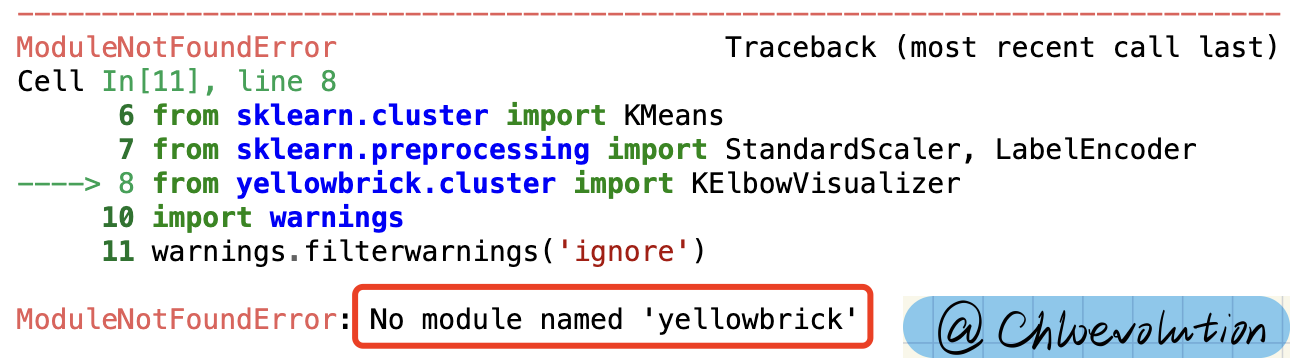 ---------------------------------------------------------------------------
ModuleNotFoundError                       Traceback (most recent call last)
Cell In[11], line 8
      6 from sklearn.cluster import KMeans
      7 from sklearn.preprocessing import StandardScaler, LabelEncoder
----> 8 from yellowbrick.cluster import KElbowVisualizer
     10 import warnings
     11 warnings.filterwarnings('ignore')
ModuleNotFoundError: No module named 'yellowbrick'
@Chloevolution